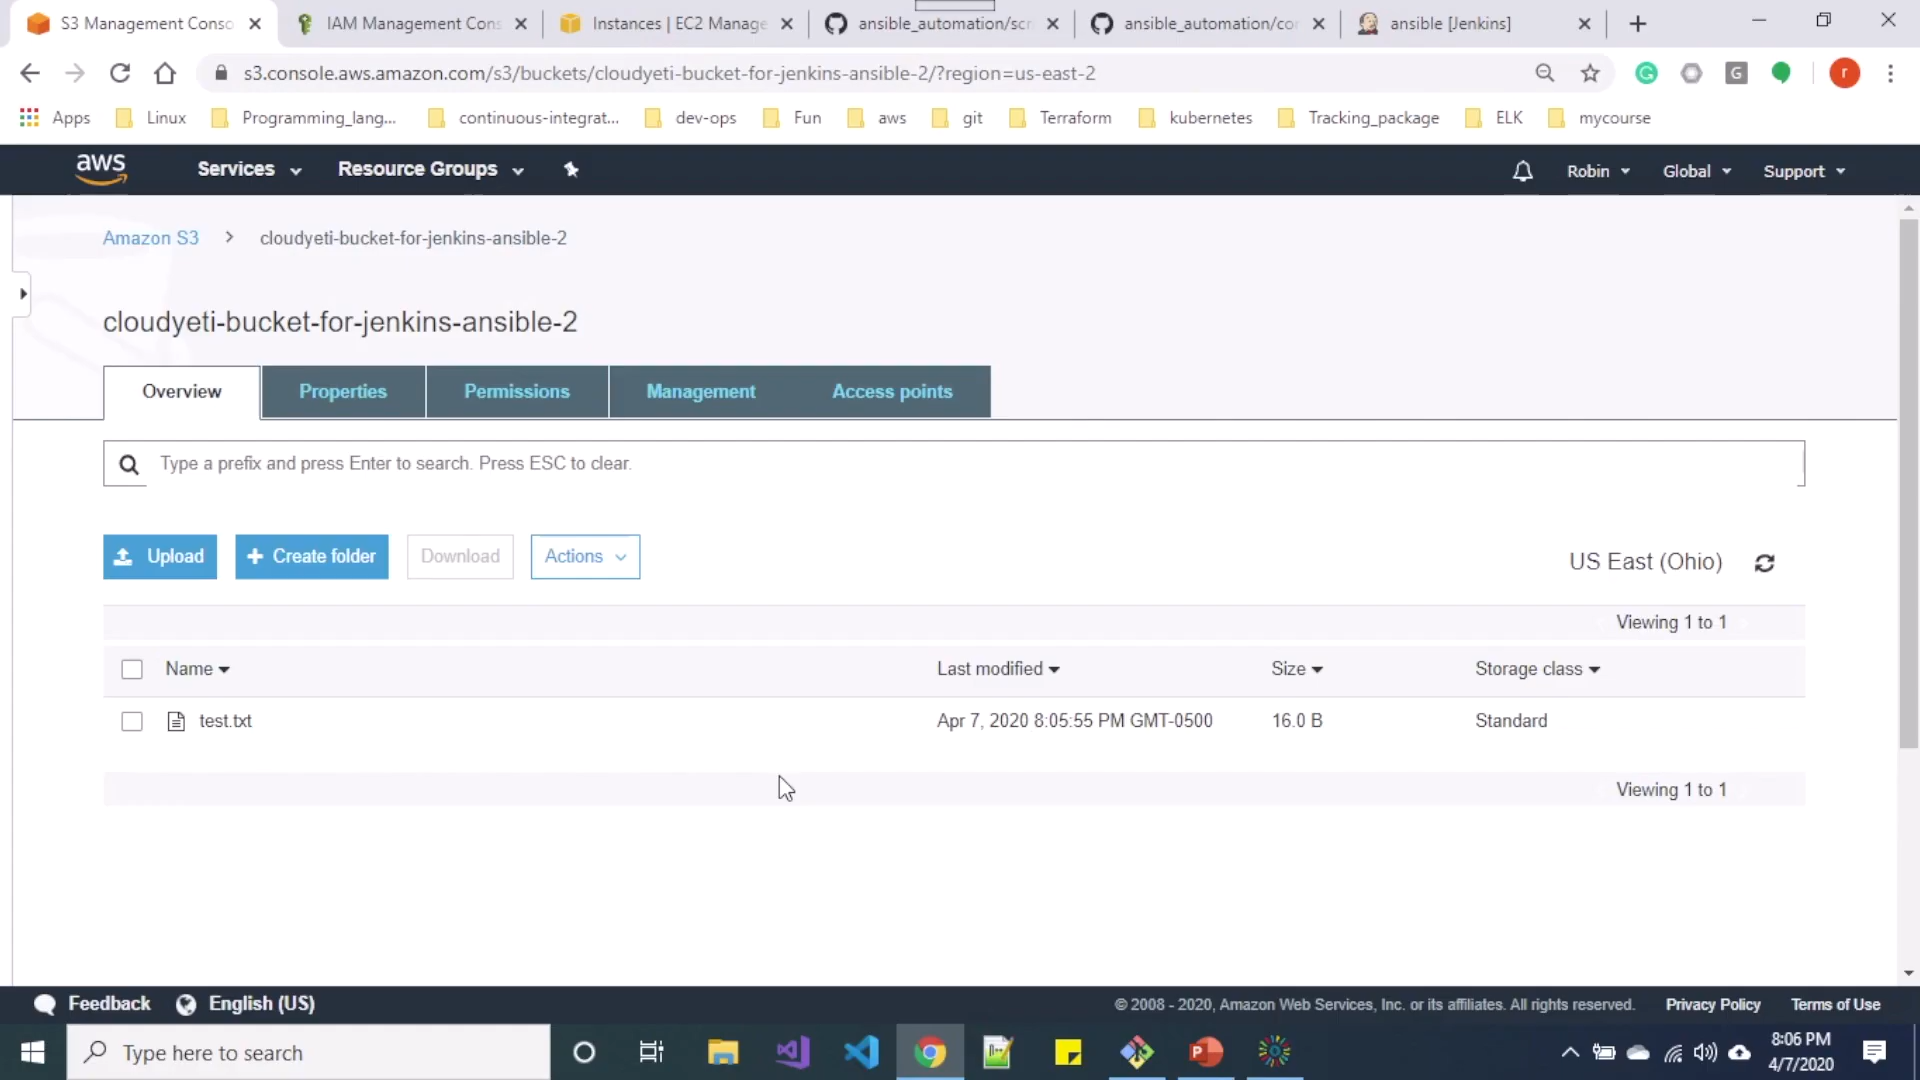 S3 Management Conso
IAM Management Cons
Instances | EC2 Manage
ansible_automation/scr
ansible_automation/co
ansible [Jenkins]
s3.console.aws.amazon.com/s3/buckets/cloudyeti-bucket-for-jenkins-ansible-2/?region=us-east-2
G
r
Apps
Linux
Programming_lang...
continuous-integrat...
dev-ops
Fun
aws
git
Terraform
kubernetes
Tracking_package
ELK
mycourse
aws
Services
Resource Groups
Robin
Global
Support
Amazon S3 > cloudyeti-bucket-for-jenkins-ansible-2
cloudyeti-bucket-for-jenkins-ansible-2
Overview
Properties
Permissions
Management
Access points
Type a prefix and press Enter to search. Press ESC to clear.
Upload
+ Create folder
Download
Actions
US East (Ohio)
Viewing 1 to 1
Name
Last modified
Size
Storage class
test.txt
Apr 7, 2020 8:05:55 PM GMT-0500
16.0 B
Standard
Viewing 1 to 1
Feedback
English (US)
© 2008 - 2020, Amazon Web Services, Inc. or its affiliates. All rights reserved.
Privacy Policy
Terms of Use
Type here to search
8:06 PM
4/7/2020